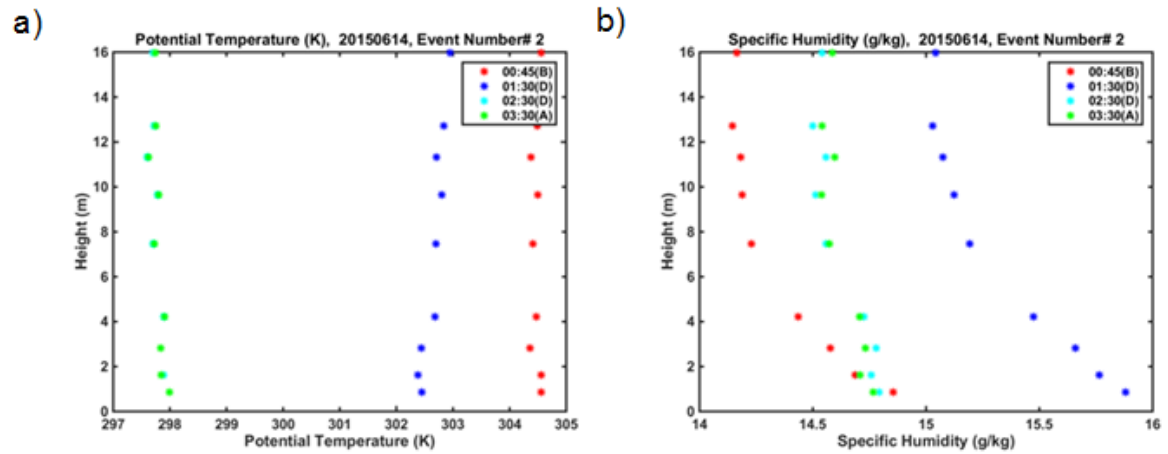 a)
Potential Temperature (K), 20150614, Event Number# 2
16
14
12
10
8
6
4
2
0
Height (m)
00:45(B)
01:30(D)
02:30(D)
03:30(A)
297 298 299 300 301 302 303 304 305
Potential Temperature (K)
b)
Specific Humidity (g/kg), 20150614, Event Number# 2
16
14
12
10
8
6
4
2
0
Height (m)
00:45(B)
01:30(D)
02:30(D)
03:30(A)
14 14.5 15 15.5 16
Specific Humidity (g/kg)